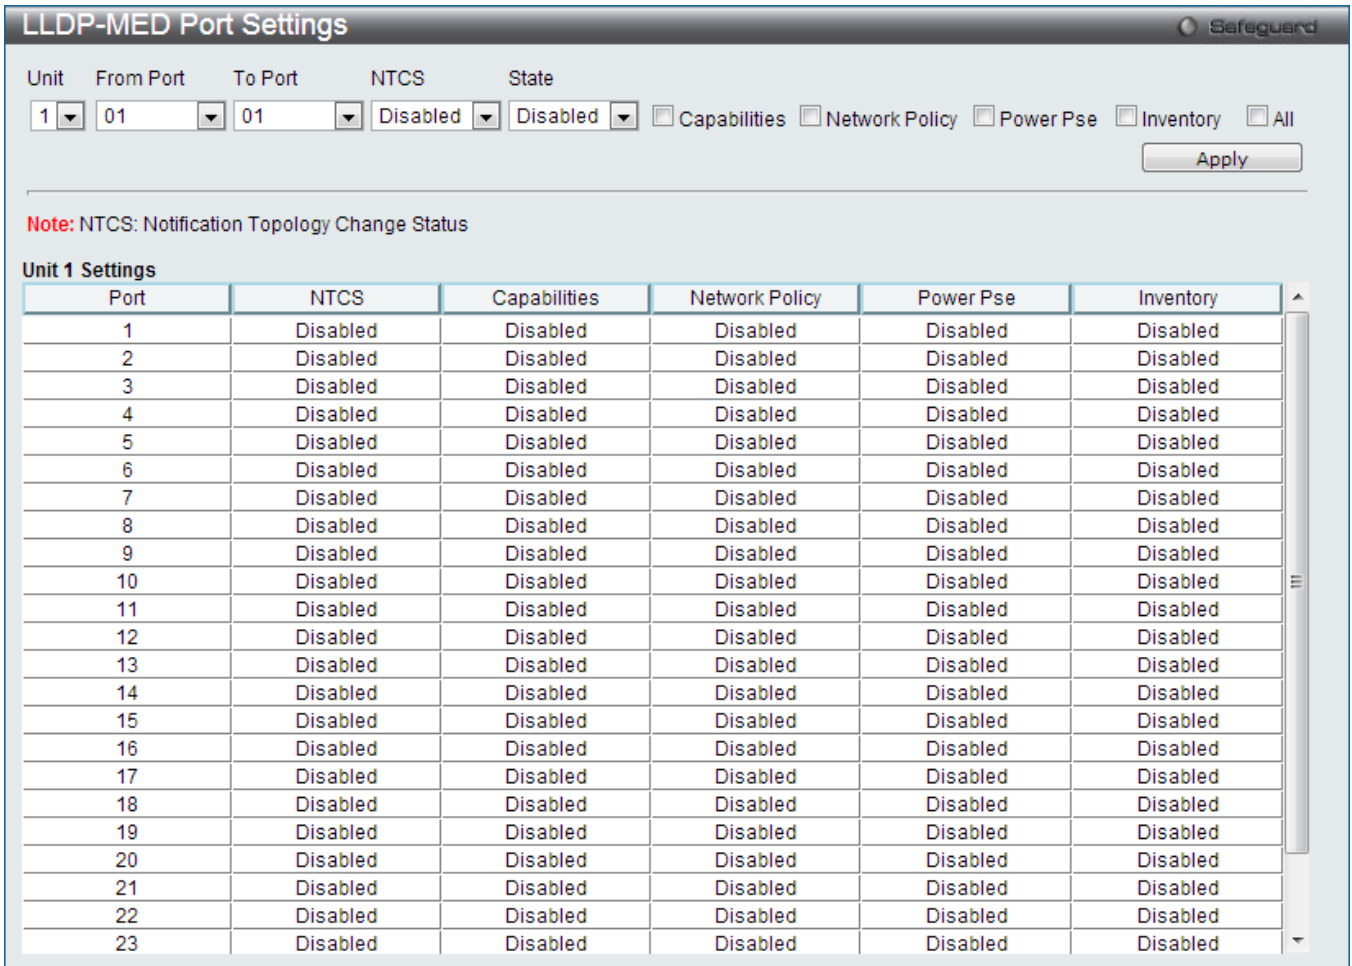 LLDP-MED Port Settings
Safeguard
Unit From Port To Port NTCS State
1 01 01 Disabled Disabled Capabilities Network Policy Power Pse Inventory All
Apply
Note: NTCS: Notification Topology Change Status
Unit 1 Settings
Port NTCS Capabilities Network Policy Power Pse Inventory
1 Disabled Disabled Disabled Disabled Disabled
2 Disabled Disabled Disabled Disabled Disabled
3 Disabled Disabled Disabled Disabled Disabled
4 Disabled Disabled Disabled Disabled Disabled
5 Disabled Disabled Disabled Disabled Disabled
6 Disabled Disabled Disabled Disabled Disabled
7 Disabled Disabled Disabled Disabled Disabled
8 Disabled Disabled Disabled Disabled Disabled
9 Disabled Disabled Disabled Disabled Disabled
10 Disabled Disabled Disabled Disabled Disabled
11 Disabled Disabled Disabled Disabled Disabled
12 Disabled Disabled Disabled Disabled Disabled
13 Disabled Disabled Disabled Disabled Disabled
14 Disabled Disabled Disabled Disabled Disabled
15 Disabled Disabled Disabled Disabled Disabled
16 Disabled Disabled Disabled Disabled Disabled
17 Disabled Disabled Disabled Disabled Disabled
18 Disabled Disabled Disabled Disabled Disabled
19 Disabled Disabled Disabled Disabled Disabled
20 Disabled Disabled Disabled Disabled Disabled
21 Disabled Disabled Disabled Disabled Disabled
22 Disabled Disabled Disabled Disabled Disabled
23 Disabled Disabled Disabled Disabled Disabled